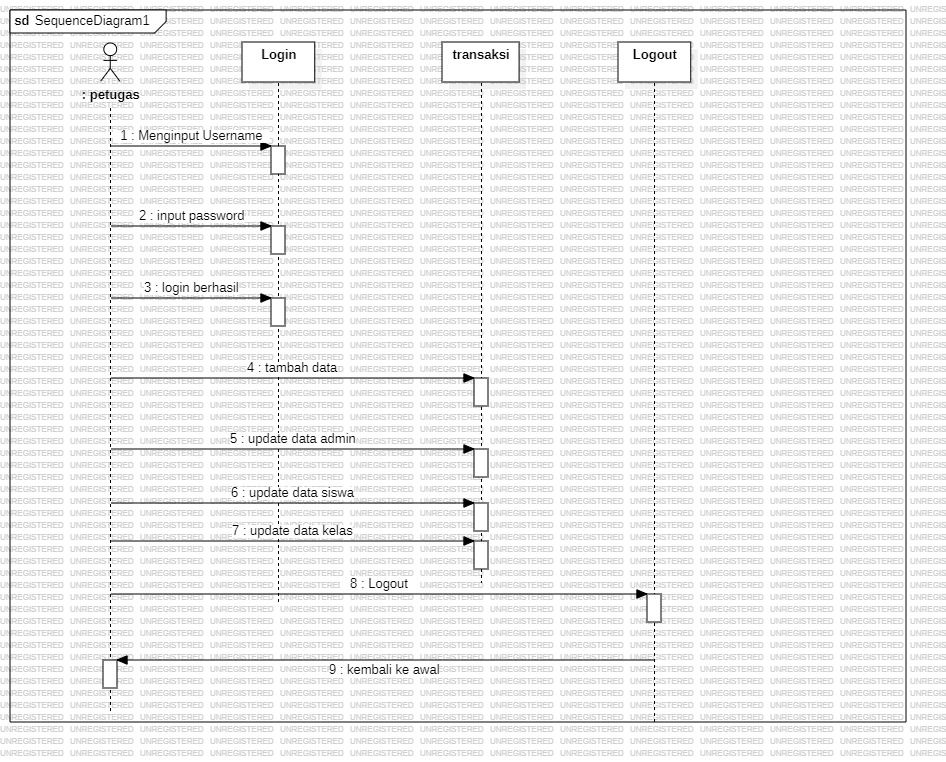 sd SequenceDiagram1
Login
transaksi
Logout
: petugas
1 : Menginput Username
2 : input password
3 : login berhasil
4 : tambah data
5 : update data admin
6 : update data siswa
7 : update data kelas
8 : Logout
9 : kembali ke awal
UNREGISTERED